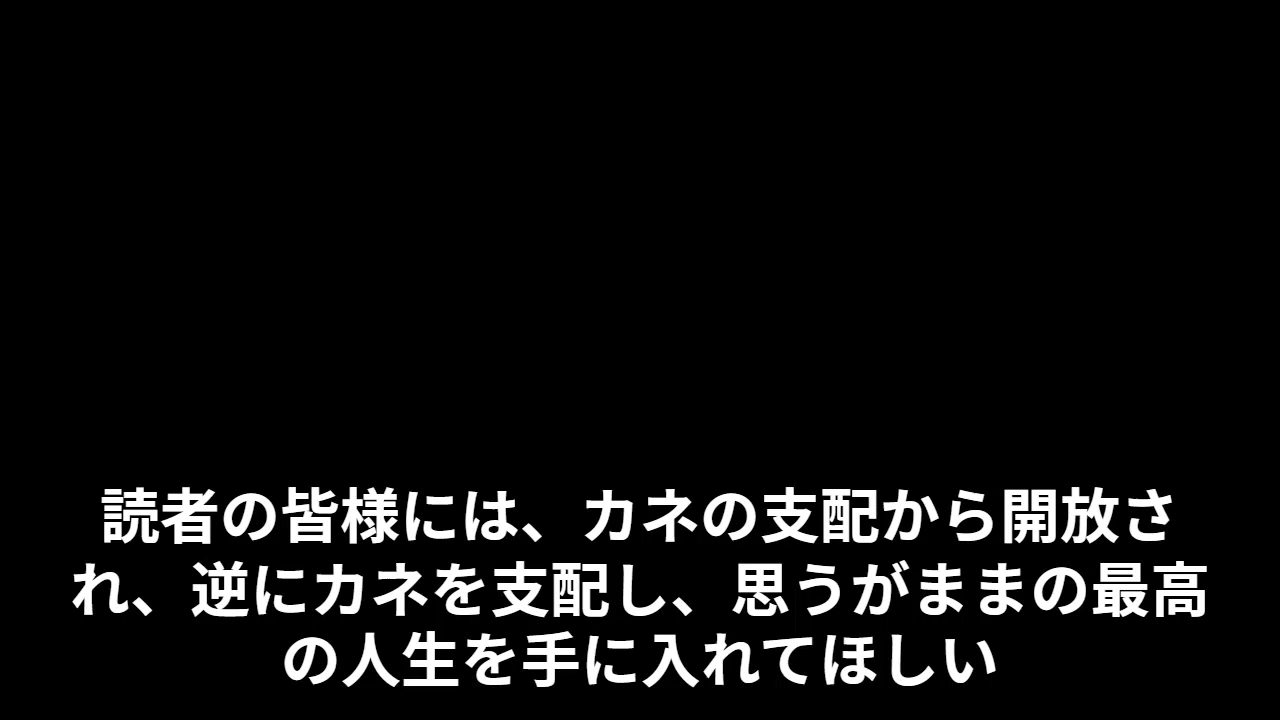 読者の皆様には、カネの支配から開放さ
れ、逆にカネを支配し、思うがままの最高
の人生を手に入れてほしい